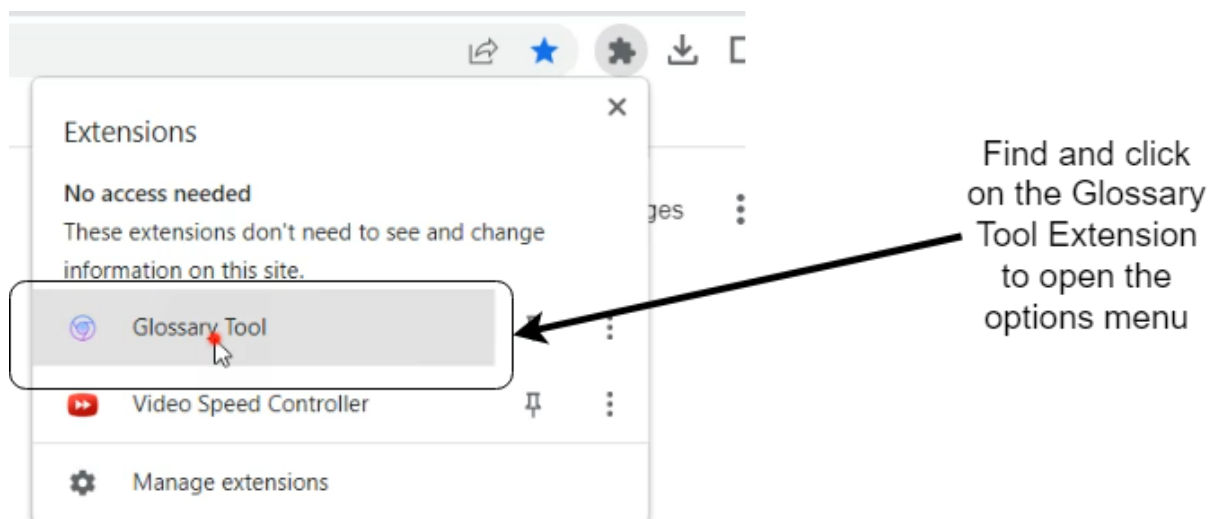 Extensions
No access needed
These extensions don't need to see and change
information on this site.
Glossary Tool
Video Speed Controller
Manage extensions
ges
Find and click
on the Glossary
Tool Extension
to open the
options menu